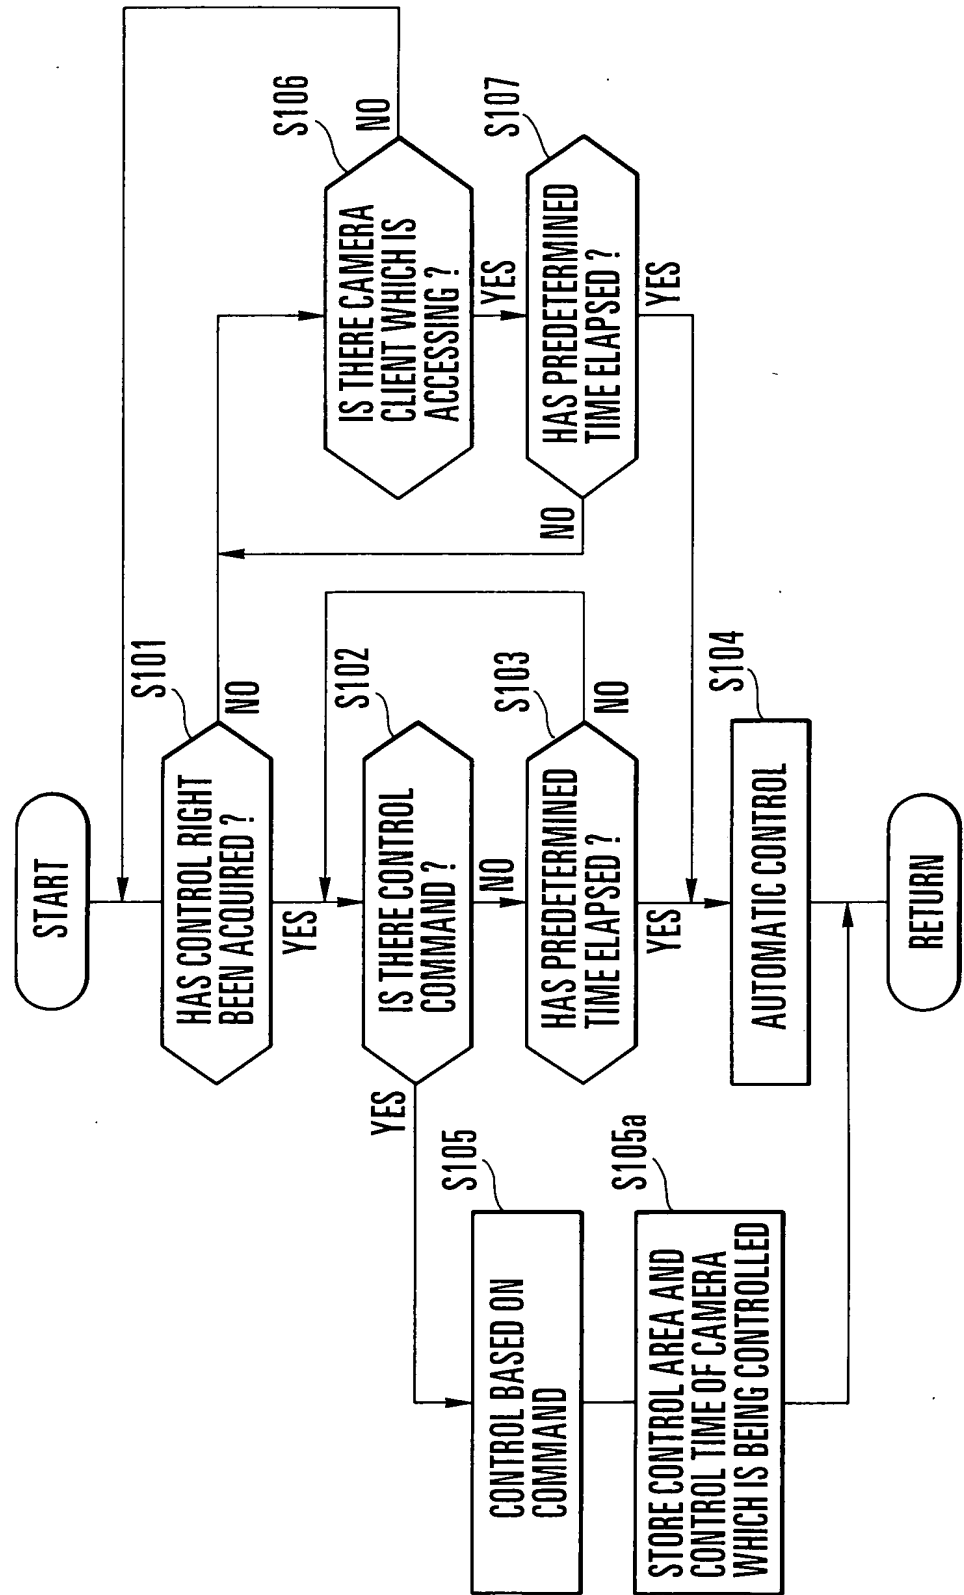 START
S101
HAS CONTROL RIGHT
BEEN ACQUIRED ?
NO
YES
S102
IS THERE CONTROL
COMMAND ?
YES
NO
S103
HAS PREDETERMINED
TIME ELAPSED ?
NO
YES
S104
AUTOMATIC CONTROL
RETURN
S105
CONTROL BASED ON
COMMAND
S105a
STORE CONTROL AREA AND
CONTROL TIME OF CAMERA
WHICH IS BEING CONTROLLED
S106
IS THERE CAMERA
CLIENT WHICH IS
ACCESSING ?
NO
YES
S107
HAS PREDETERMINED
TIME ELAPSED ?
NO
YES